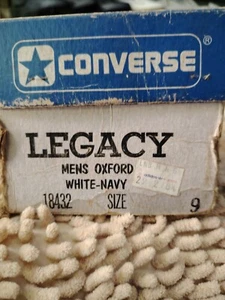 CONVERSE ®
LEGACY
MENS OXFORD
WHITE-NAVY
18432 SIZE 9